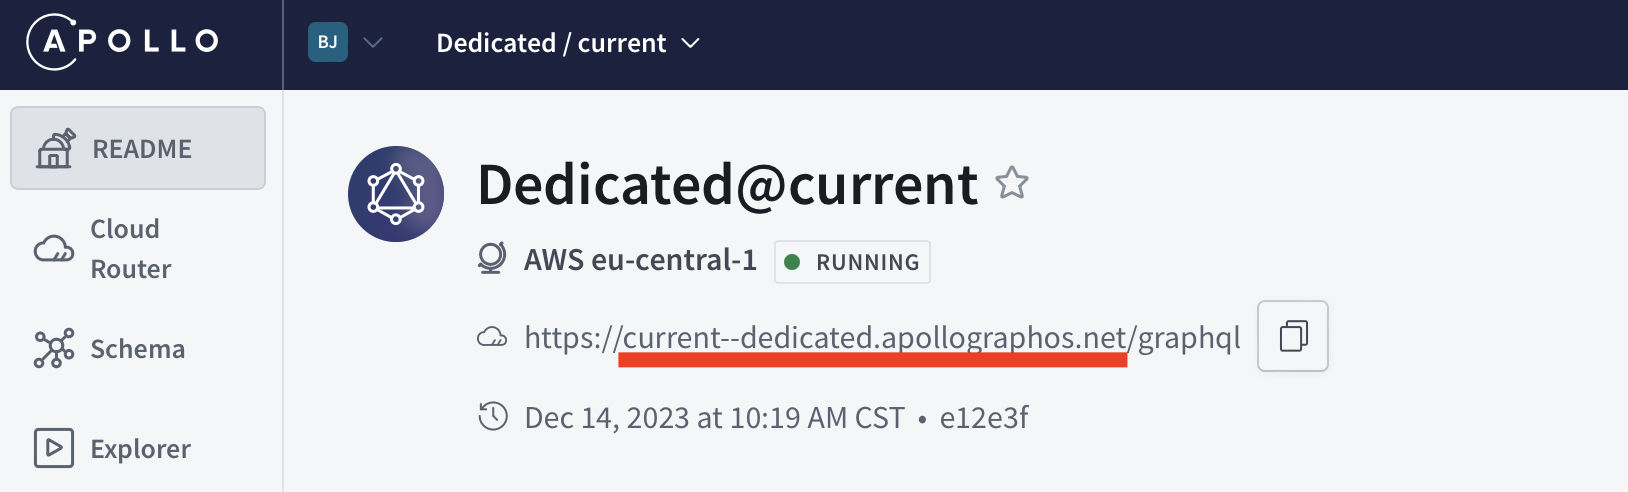 APOLLO
BJ
Dedicated / current
README
Cloud
Router
Schema
Explorer
Dedicated@current
AWS eu-central-1
RUNNING
https://current--dedicated.apollographos.net/graphql
Dec 14, 2023 at 10:19 AM CST • e12e3f